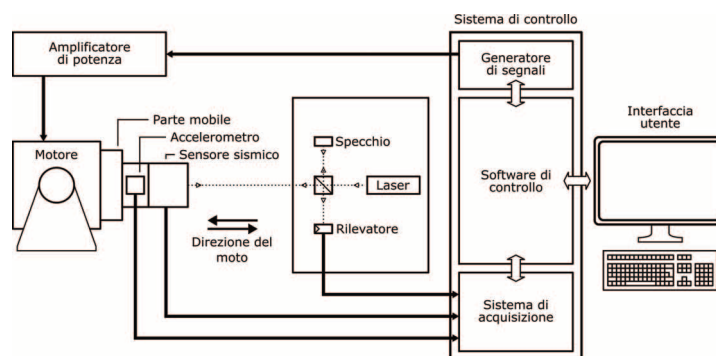 Sistema di controllo
Amplificatore
di potenza
Generatore
di segnali
Parte mobile
Accelerometro
Sensore sismico
Motore
Specchio
Laser
Rilevatore
Direzione del
moto
Software di
controllo
Interfaccia
utente
Sistema di
acquisizione